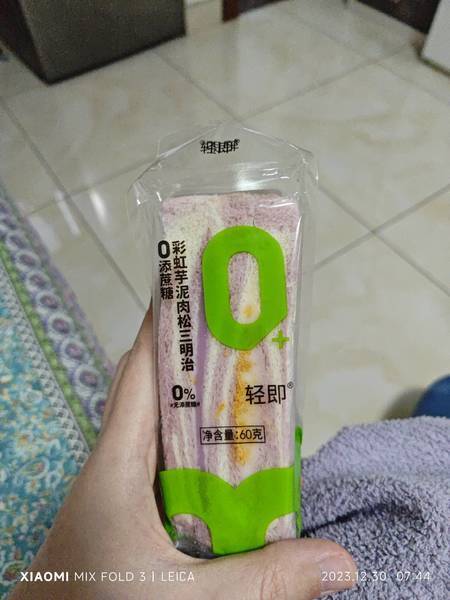 轻即®
0+
0添蔗糖
彩虹芋泥肉松三明治
0%
#无添蔗糖#
轻即®
净含量:60克
XIAOMI MIX FOLD 3 | LEICA
2023.12.30 07:44